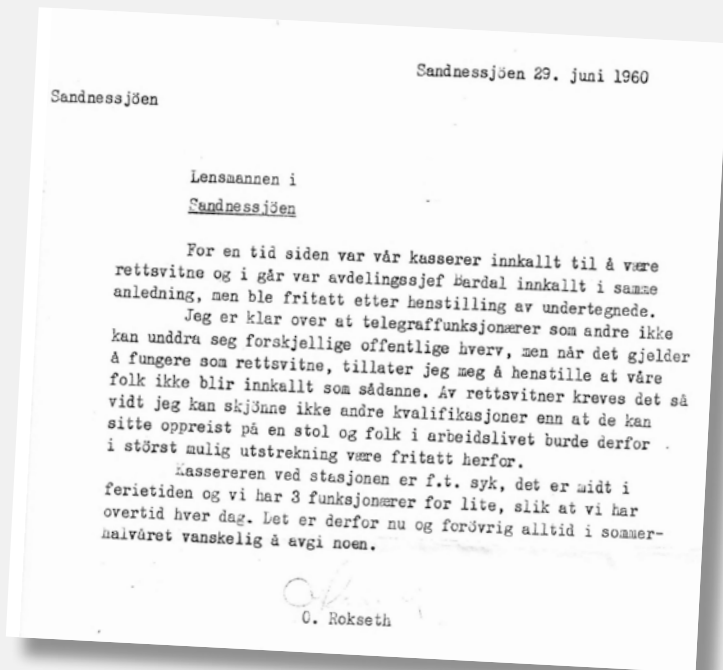 Sandnessjöen 29. juni 1960
Sandnessjöen
Lensmannen i
Sandnessjöen
For en tid siden var vår kasserer innkallt til å være
rettsvitne og i går var avdelingssjef Bardal innkallt i samme
anledning, men ble fritatt etter henstilling av undertegnede.
Jeg er klar over at telegraffunksjonærer som andre ikke
kan unddra seg forskjellige offentlige hverv, men når det gjelder
å fungere som rettsvitne, tillater jeg meg å henstille at våre
folk ikke blir innkallt som sådanne. Av rettsvitner kreves det så
vidt jeg kan skjönne ikke andre kvalifikasjoner enn at de kan
sitte oppreist på en stol og folk i arbeidslivet burde derfor
i störst mulig utstrekning være fritatt herfor.
Kassereren ved stasjonen er f.t. syk, det er midt i
ferietiden og vi har 3 funksjonærer for lite, slik at vi har
overtid hver dag. Det er derfor nu og forövrig alltid i sommer-
halvåret vanskelig å avgi noen.
O. Rokseth